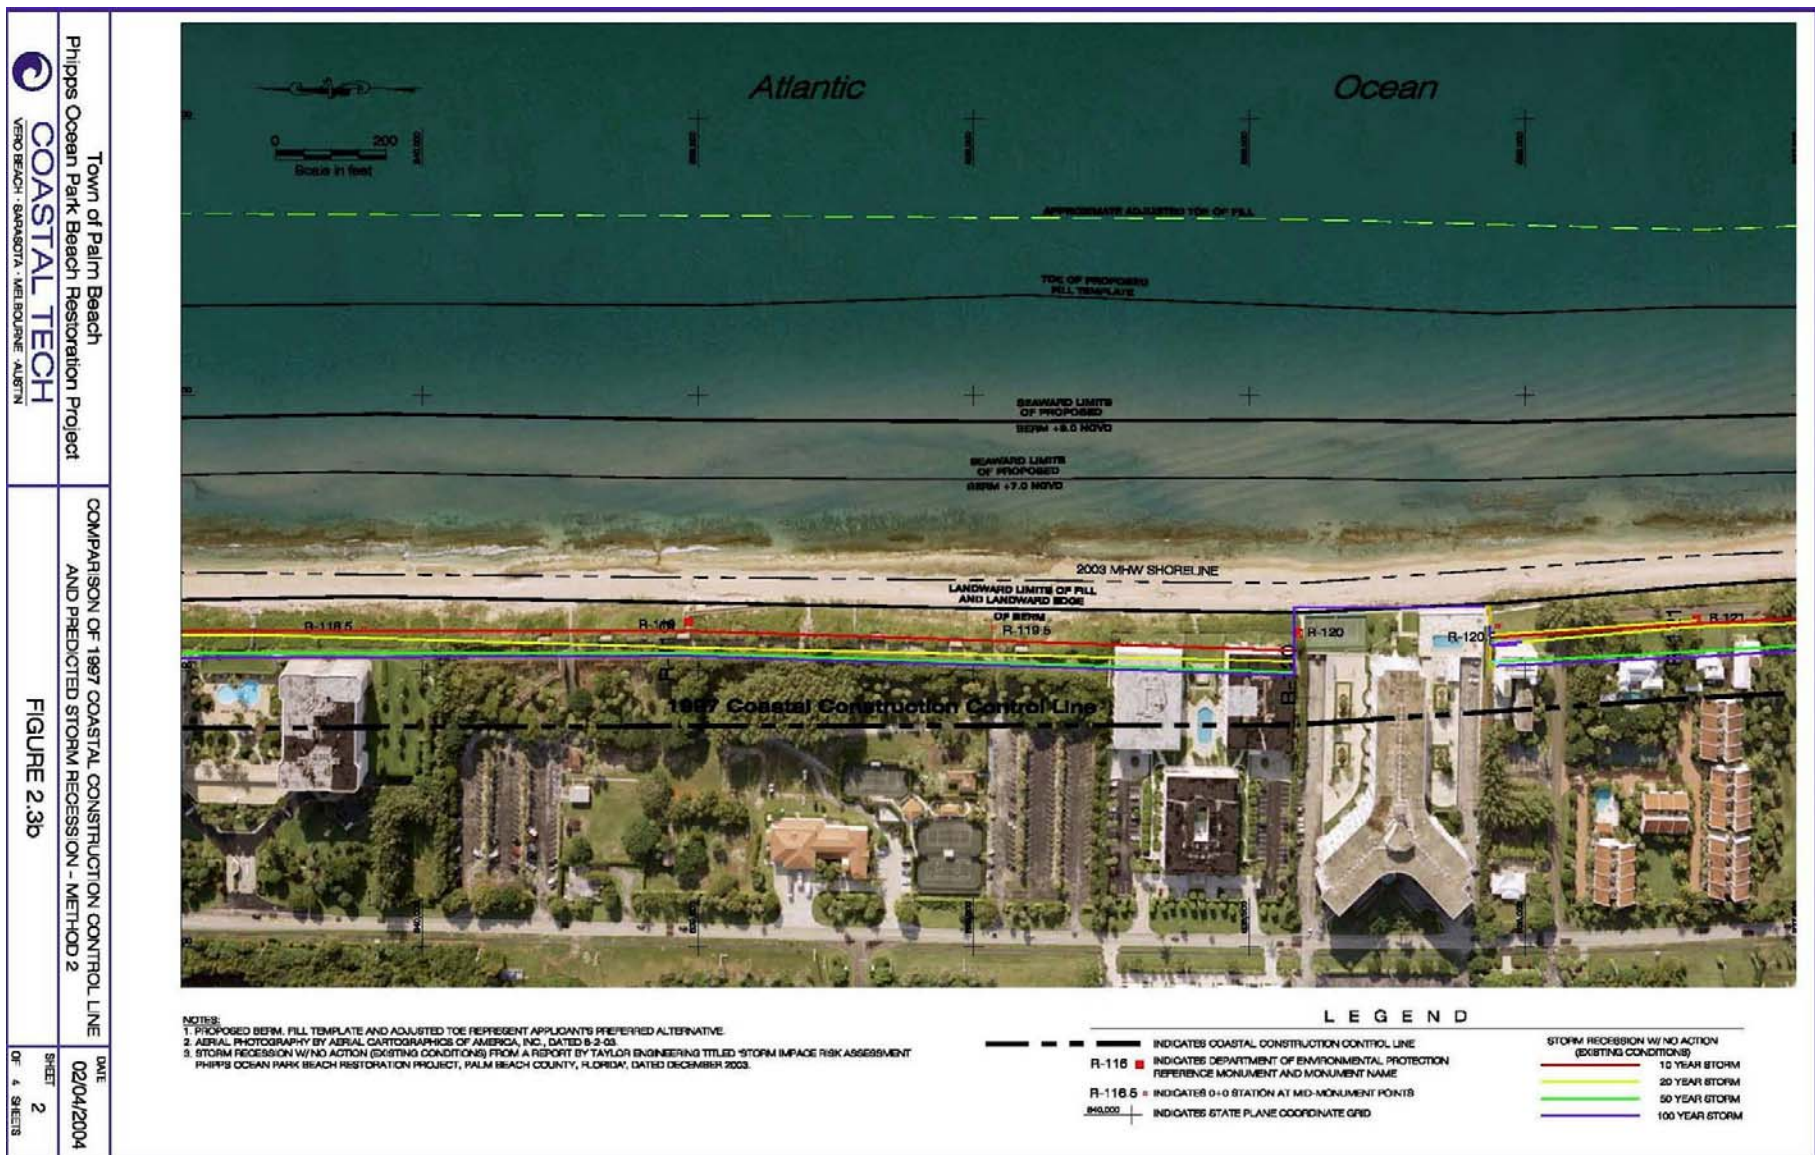 Town of Palm Beach
Phipps Ocean Park Beach Restoration Project
COASTAL TECH
VERO BEACH · SARASOTA · MELBOURNE · AUSTIN
COMPARISON OF 1997 COASTAL CONSTRUCTION CONTROL LINE
AND PREDICTED STORM RECESSION - METHOD 2
FIGURE 2.3b
DATE
02/04/2004
SHEET
2
OF 4 SHEETS
Atlantic Ocean
0 200
Scale in feet
APPROXIMATE ADJUSTED TOE OF FILL
TOE OF PROPOSED
FILL TEMPLATE
SEAWARD LIMITS
OF PROPOSED
BERM +9.0 NGVD
SEAWARD LIMITS
OF PROPOSED
BERM +7.0 NGVD
2003 MHW SHORELINE
LANDWARD LIMITS OF FILL
AND LANDWARD EDGE
OF BERM
R-118.5
R-119.5
R-120
R-120
R-121
1997 Coastal Construction Control Line
NOTES:
1. PROPOSED BERM, FILL TEMPLATE AND ADJUSTED TOE REPRESENT APPLICANT'S PREFERRED ALTERNATIVE.
2. AERIAL PHOTOGRAPHY BY AERIAL CARTOGRAPHICS OF AMERICA, INC., DATED 8-2-03.
3. STORM RECESSION W/ NO ACTION (EXISTING CONDITIONS) FROM A REPORT BY TAYLOR ENGINEERING TITLED "STORM IMPACE RISK ASSESSMENT
PHIPPS OCEAN PARK BEACH RESTORATION PROJECT, PALM BEACH COUNTY, FLORIDA", DATED DECEMBER 2003.
LEGEND
INDICATES COASTAL CONSTRUCTION CONTROL LINE
R-116 INDICATES DEPARTMENT OF ENVIRONMENTAL PROTECTION
REFERENCE MONUMENT AND MONUMENT NAME
R-116.5 INDICATES 0+0 STATION AT MID-MONUMENT POINTS
840,000 INDICATES STATE PLANE COORDINATE GRID
STORM RECESSION W/ NO ACTION
(EXISTING CONDITIONS)
10 YEAR STORM
20 YEAR STORM
50 YEAR STORM
100 YEAR STORM